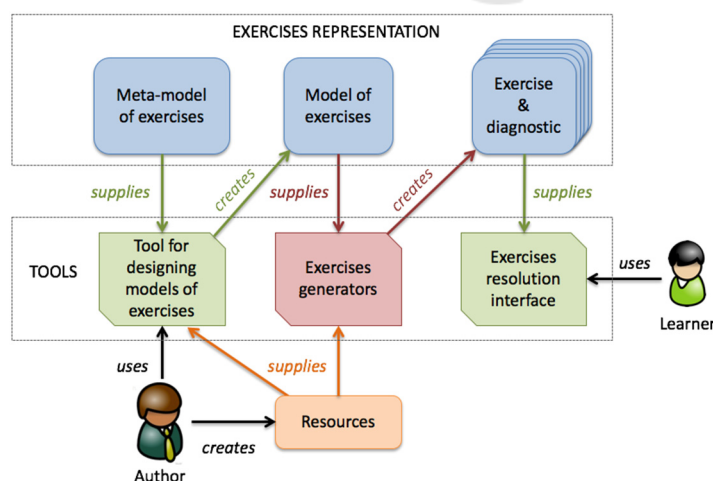 EXERCISES REPRESENTATION
Meta-model
of exercises
Model of
exercises
Exercise
&
diagnostic
supplies
creates
supplies
creates
supplies
TOOLS
Tool for
designing
models of
exercises
Exercises
generators
Exercises
resolution
interface
uses
Learner
uses
supplies
Resources
creates
Author